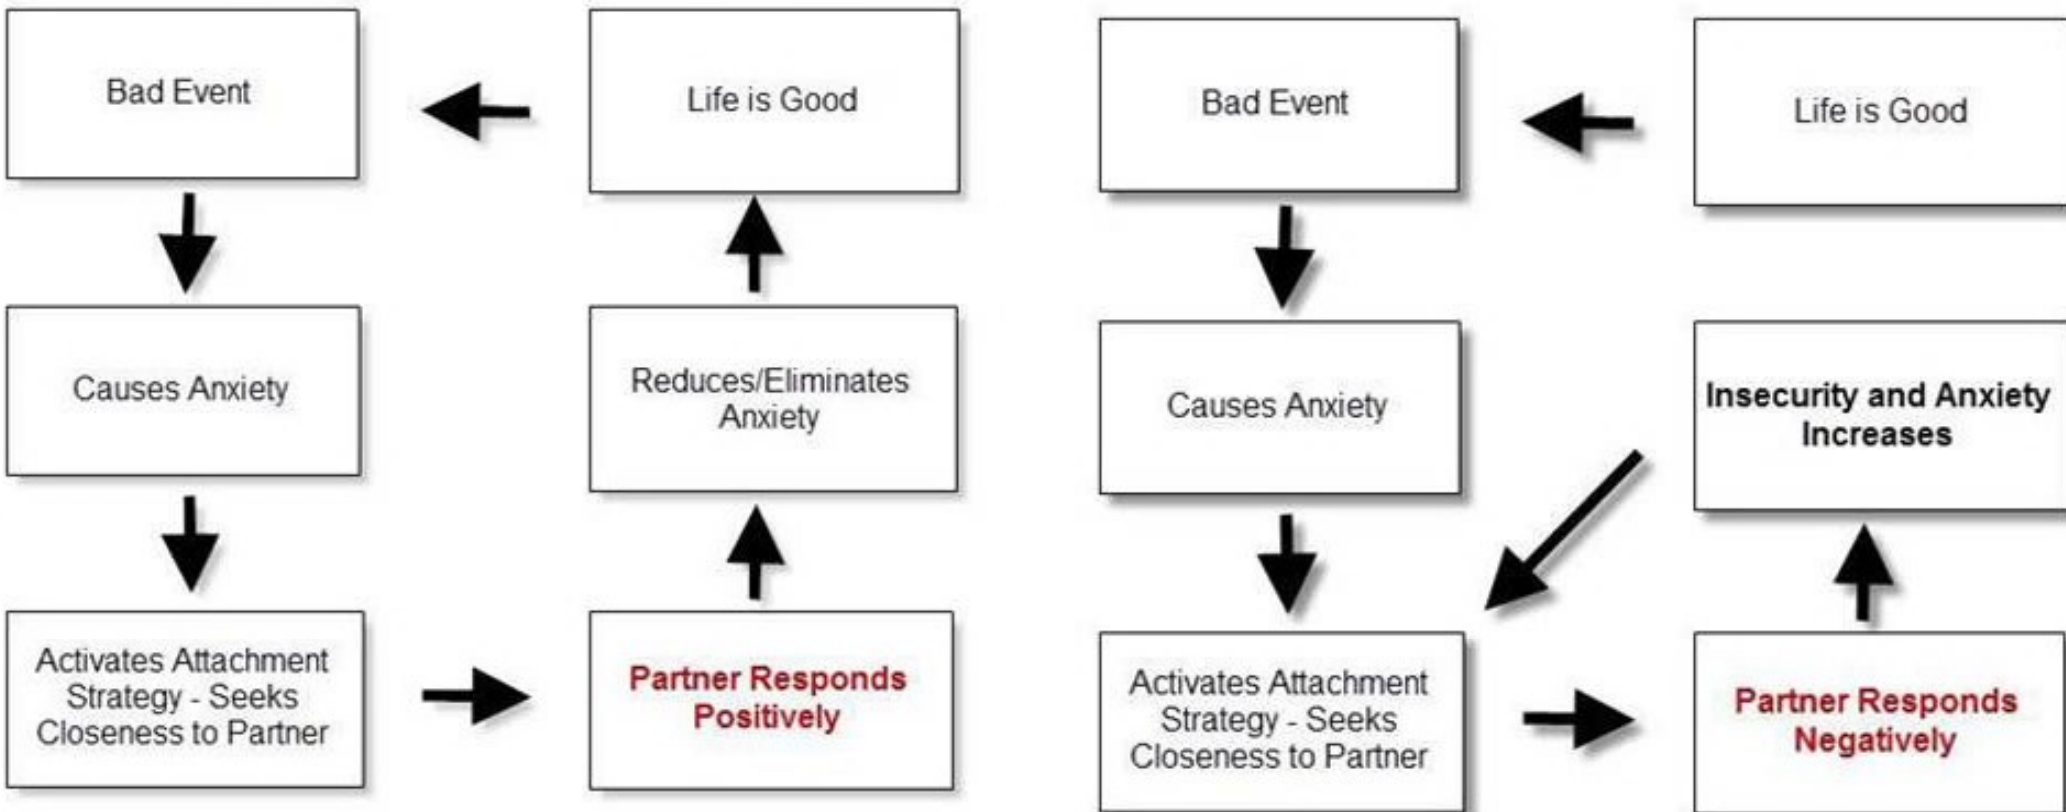 Bad Event
Life is Good
Causes Anxiety
Reduces/Eliminates
Anxiety
Activates Attachment
Strategy - Seeks
Closeness to Partner
Partner Responds
Positively
Bad Event
Life is Good
Causes Anxiety
Insecurity and Anxiety
Increases
Activates Attachment
Strategy - Seeks
Closeness to Partner
Partner Responds
Negatively